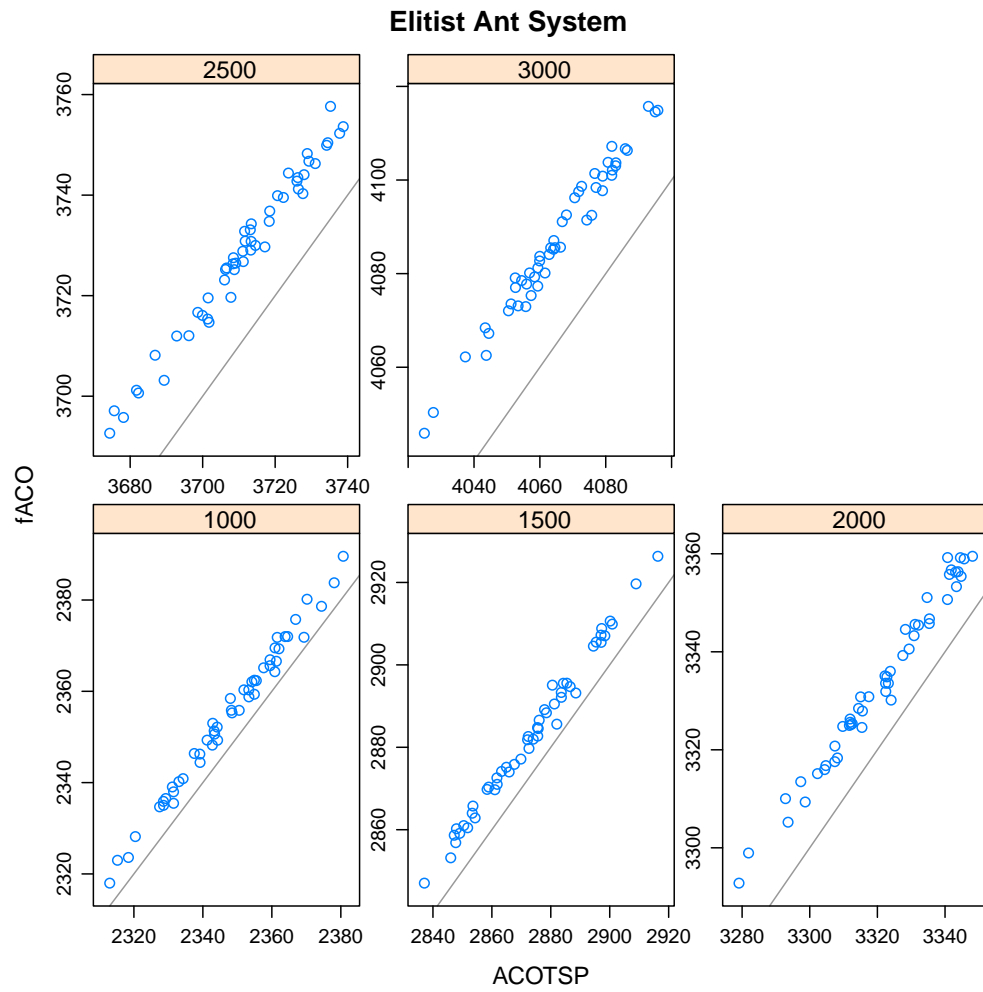 Elitist Ant System
2500 3000
3700 3720 3740 3760
4060 4080 4100
3680 3700 3720 3740
4040 4060 4080
fACO
1000 1500 2000
2320 2340 2360 2380
2860 2880 2900 2920
3300 3320 3340 3360
2320 2340 2360 2380
2840 2860 2880 2900 2920
3280 3300 3320 3340
ACOTSP